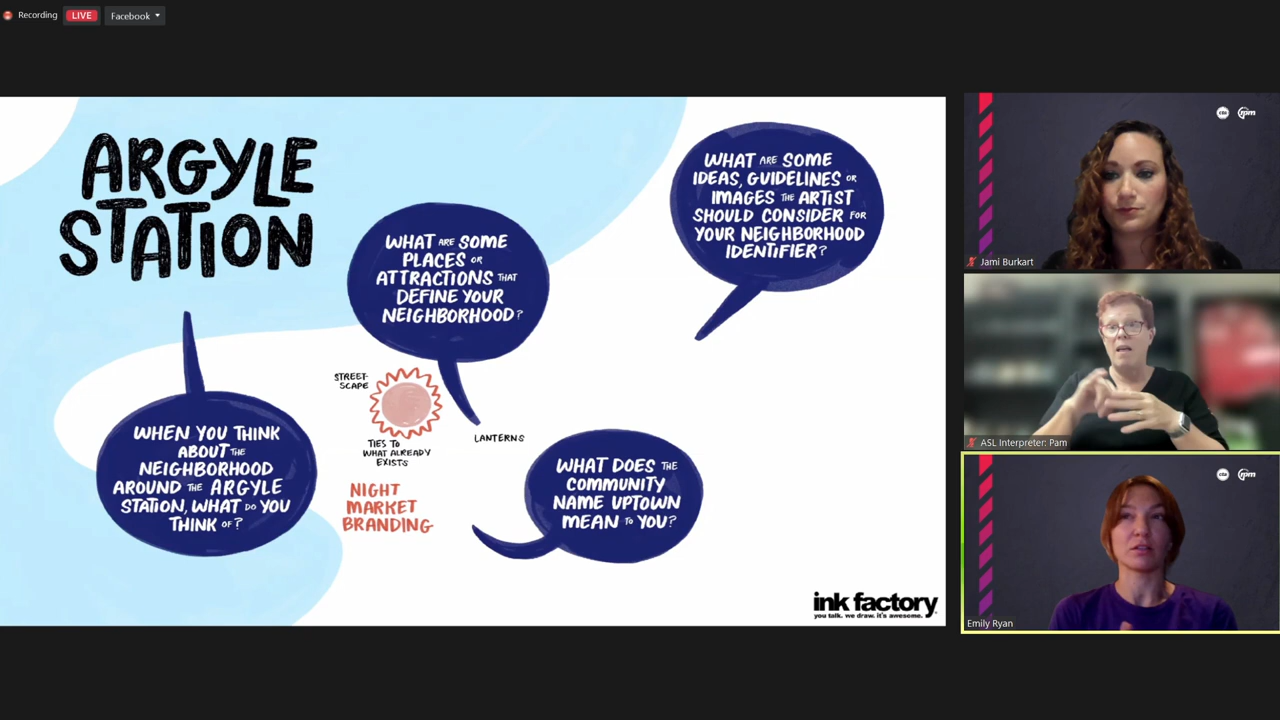 Recording
LIVE
Facebook
ARGYLE
STATION
WHAT ARE SOME
PLACES OR
ATTRACTIONS THAT
DEFINE YOUR
NEIGHBORHOOD?
WHAT ARE SOME
IDEAS, GUIDELINES OR
IMAGES THE ARTIST
SHOULD CONSIDER FOR
YOUR NEIGHBORHOOD
IDENTIFIER?
WHEN YOU THINK
ABOUT THE
NEIGHBORHOOD
AROUND THE ARGYLE
STATION, WHAT DO YOU
THINK OF?
STREET-
SCAPE
TIES TO
WHAT ALREADY
EXISTS
LANTERNS
NIGHT
MARKET
BRANDING
WHAT DOES THE
COMMUNITY
NAME UPTOWN
MEAN TO YOU?
ink factory
you talk. we draw. it's awesome.
cta rpm
Jami Burkart
ASL Interpreter: Pam
cta rpm
Emily Ryan